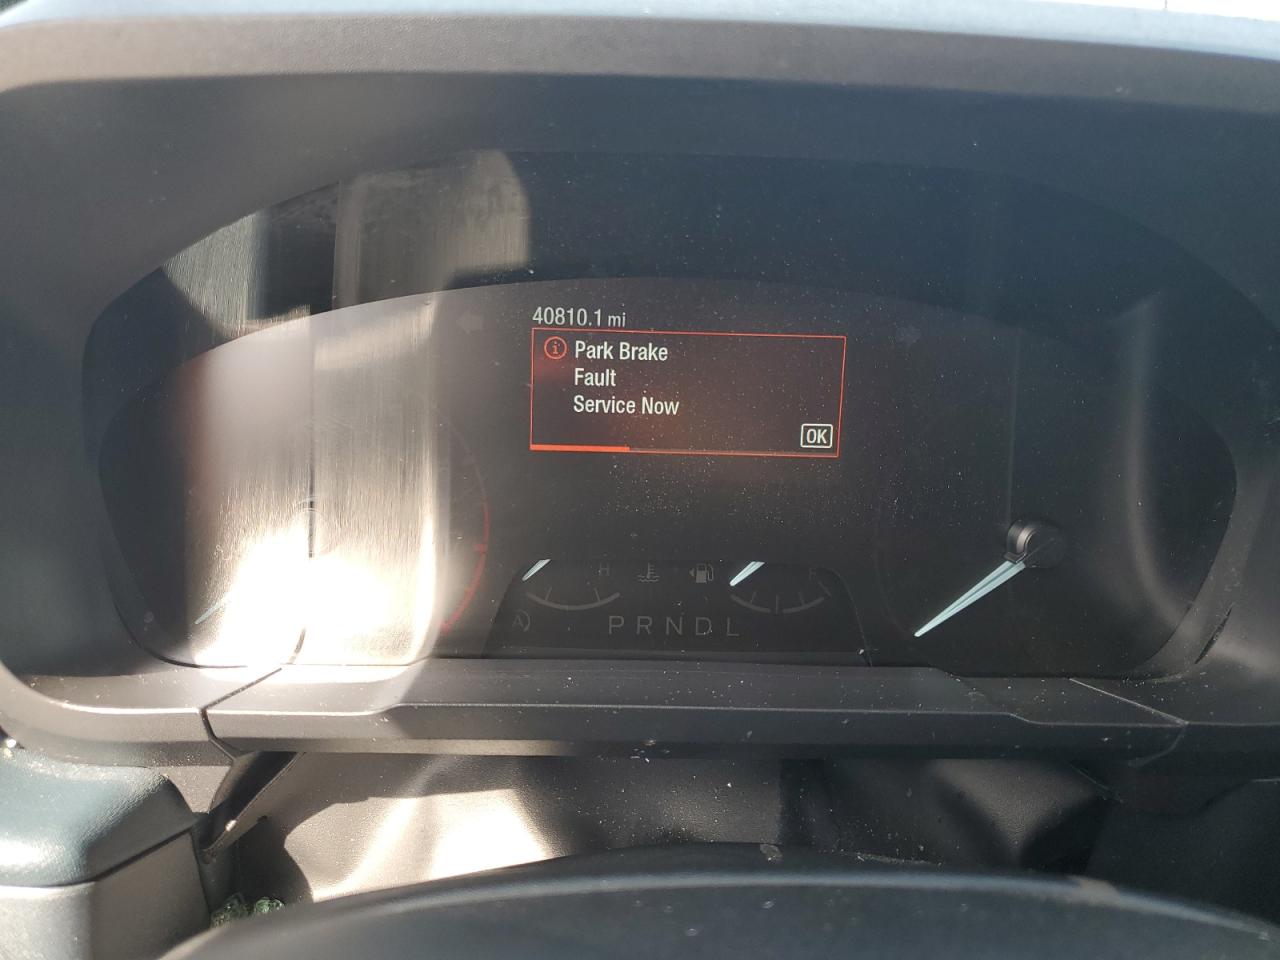 40810.1 mi
Park Brake
Fault
Service Now
OK
H
F
A
PRNDL